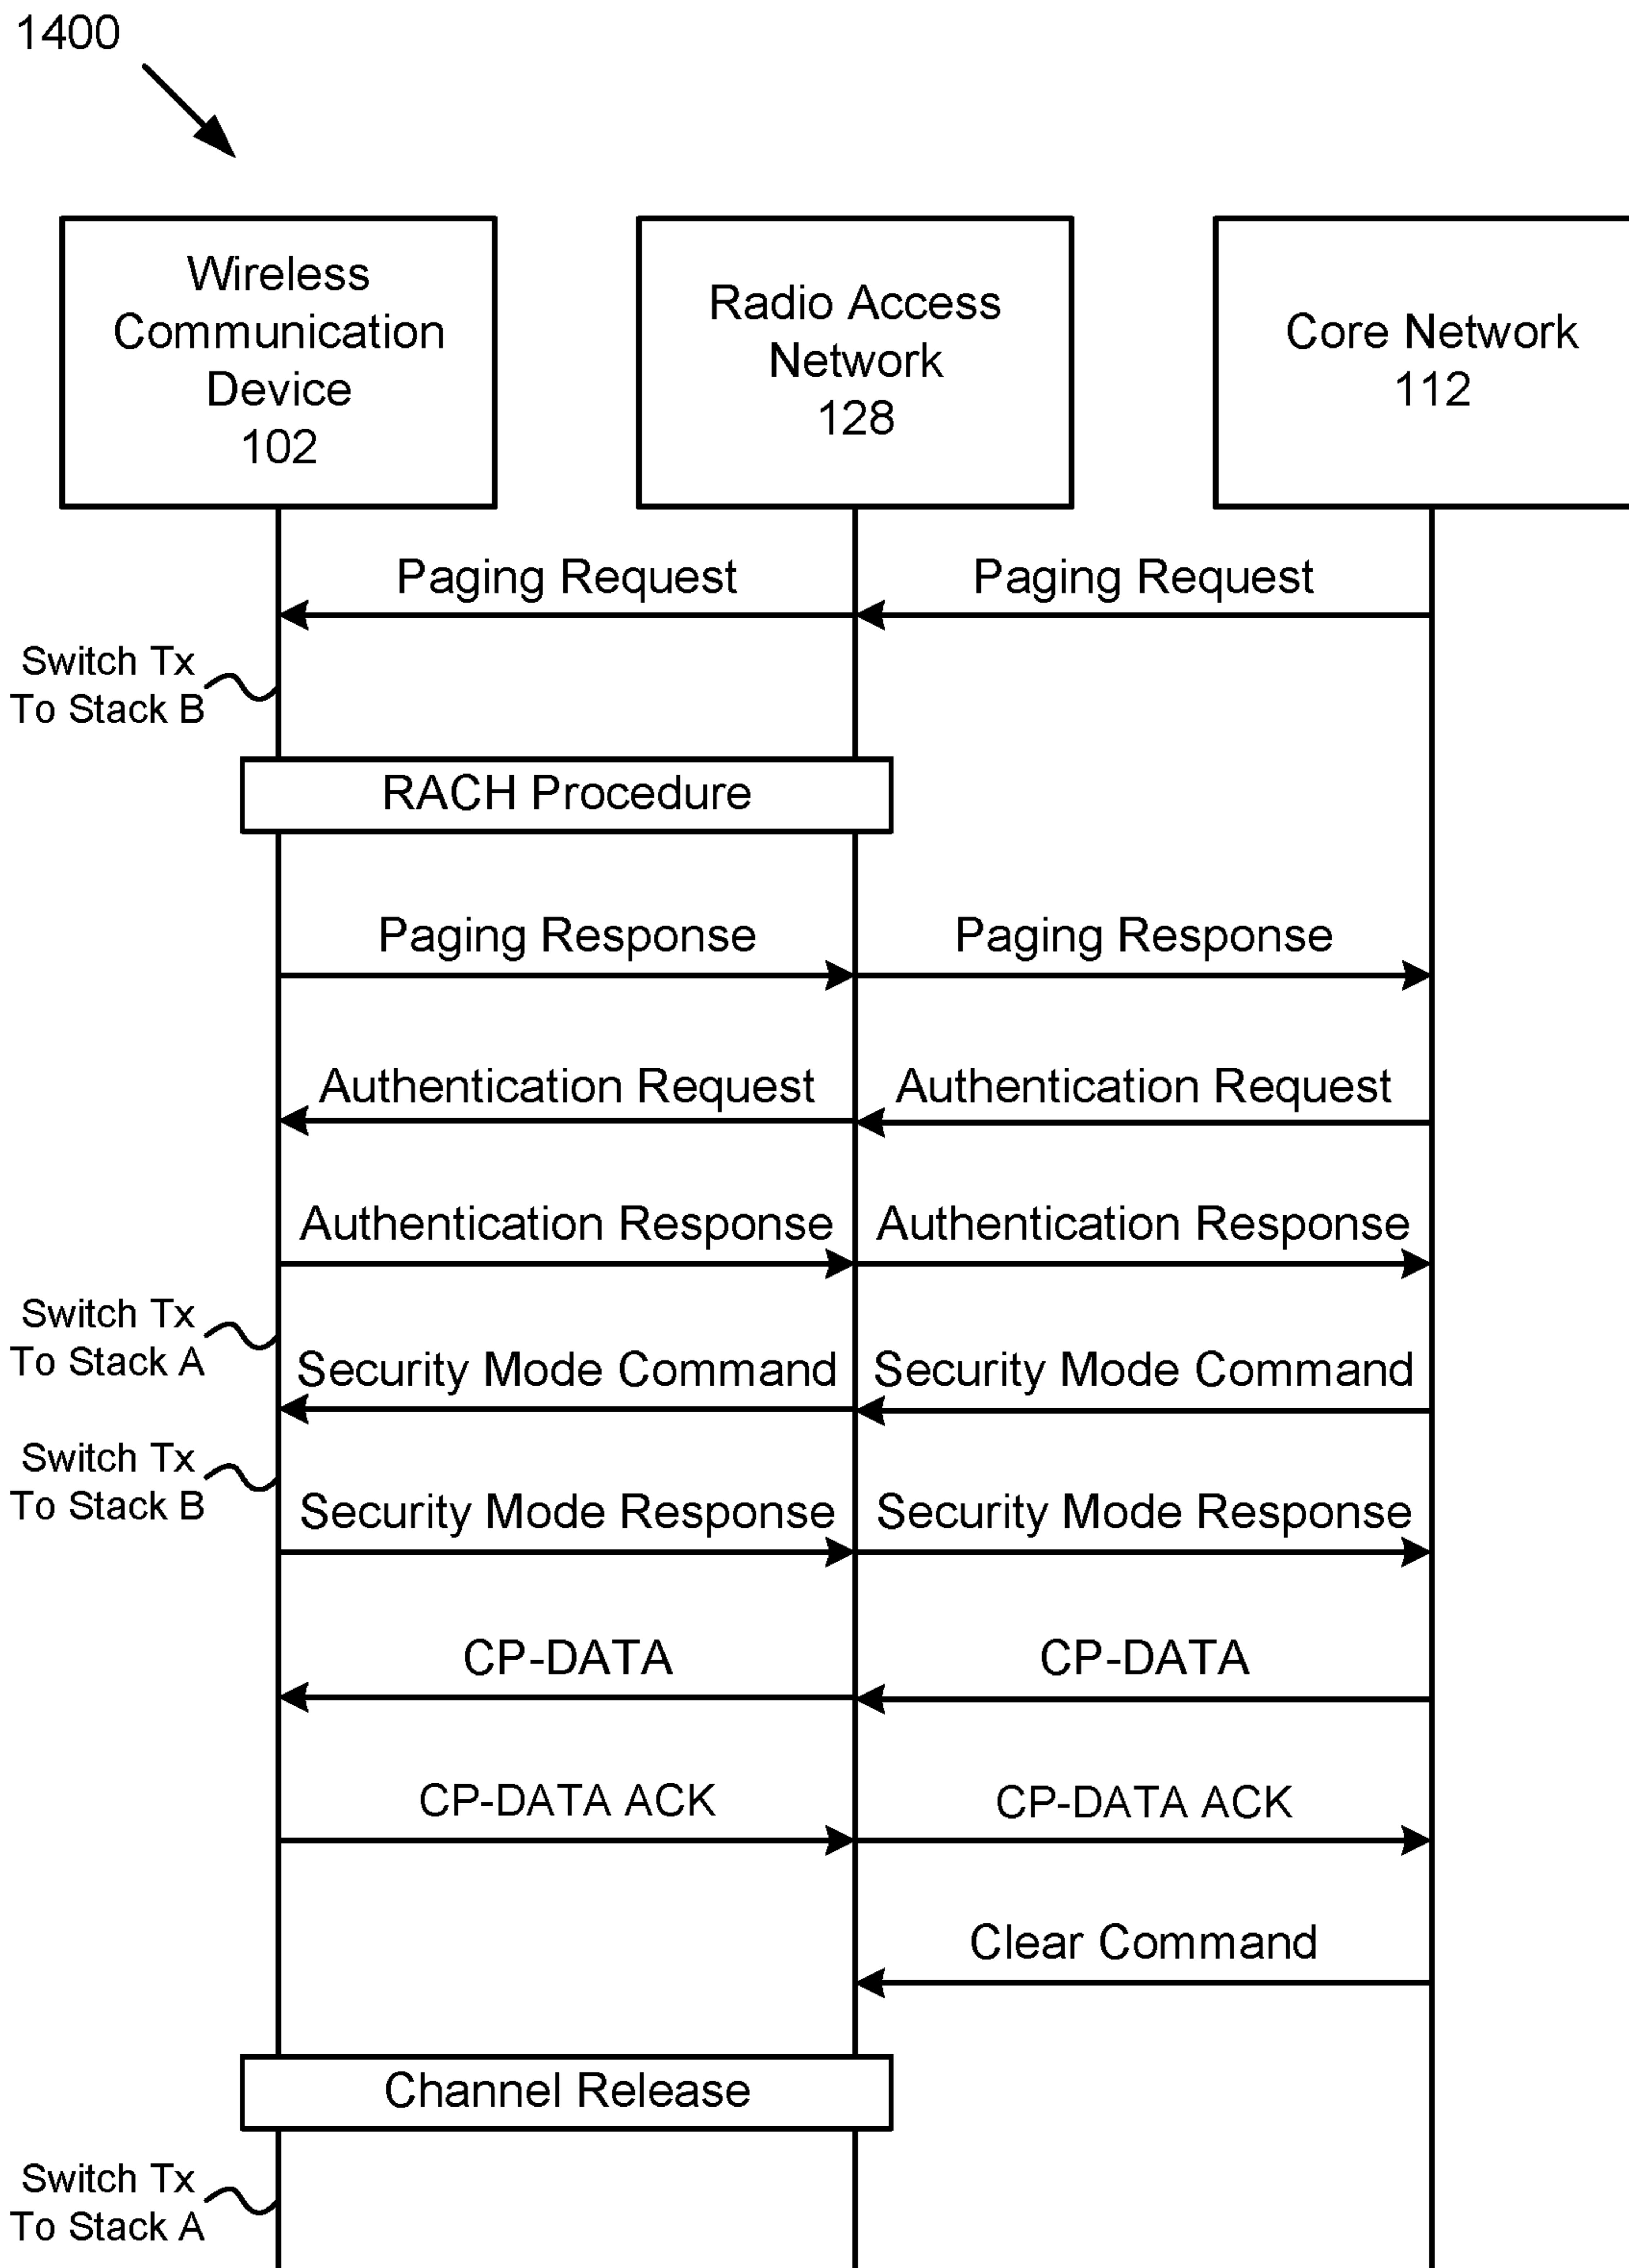 1400
Wireless
Communication
Device
102
Radio Access
Network
128
Core Network
112
Paging Request
Paging Request
Switch Tx
To Stack B
RACH Procedure
Paging Response
Paging Response
Authentication Request
Authentication Request
Authentication Response
Authentication Response
Switch Tx
To Stack A
Security Mode Command
Security Mode Command
Switch Tx
To Stack B
Security Mode Response
Security Mode Response
CP-DATA
CP-DATA
CP-DATA ACK
CP-DATA ACK
Clear Command
Channel Release
Switch Tx
To Stack A